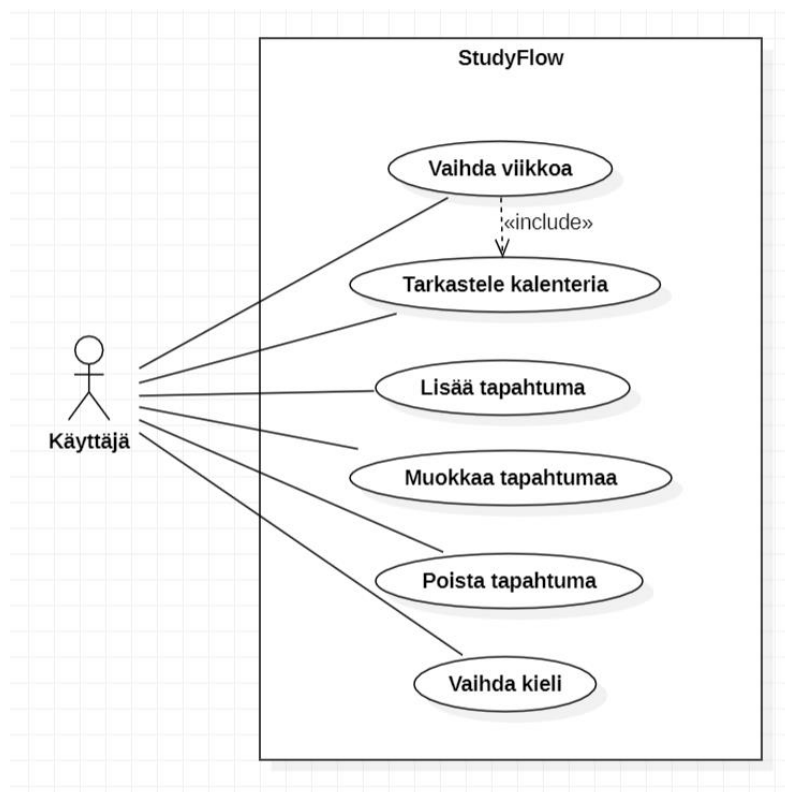 StudyFlow
Vaihda viikkoa
«include»
Tarkastele kalenteria
Lisää tapahtuma
Käyttäjä
Muokkaa tapahtumaa
Poista tapahtuma
Vaihda kieli